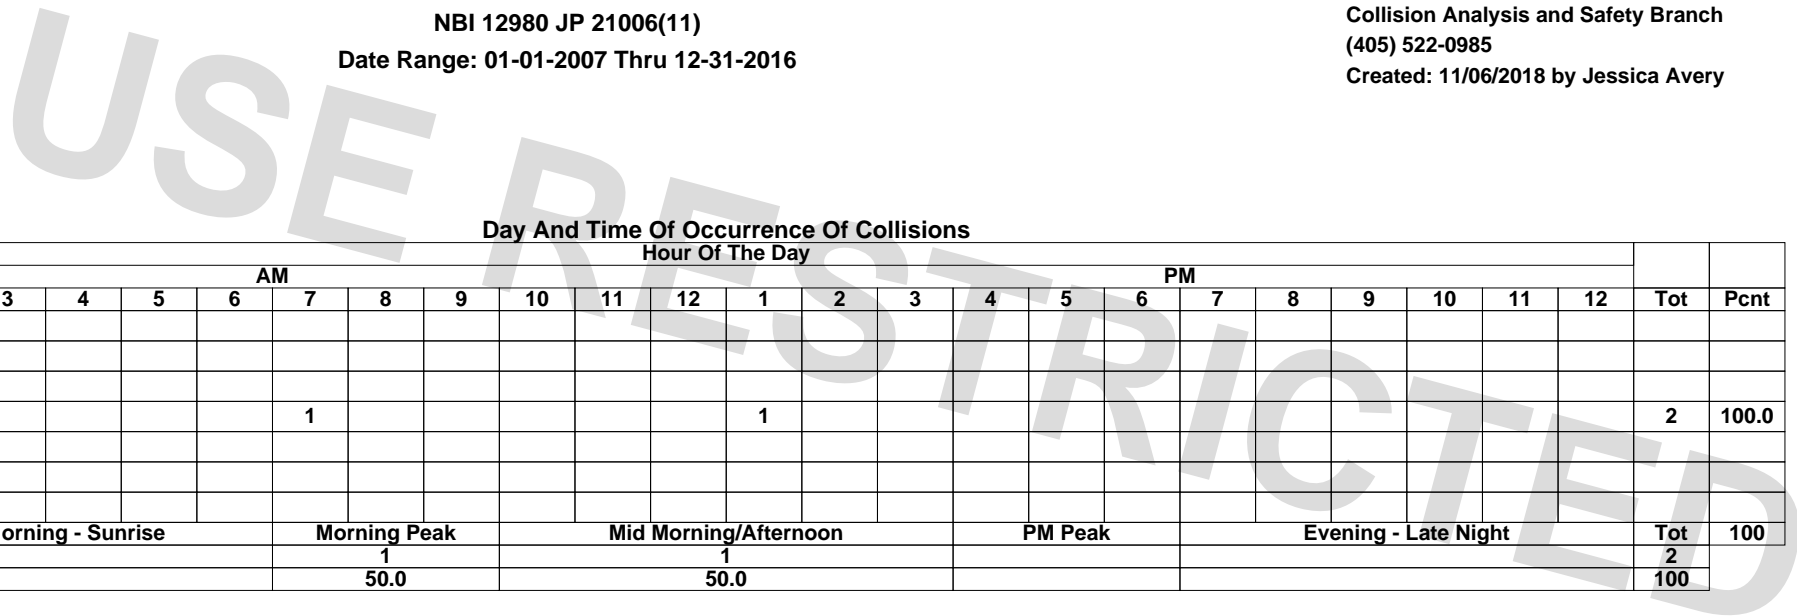 NBI 12980 JP 21006(11)
Date Range: 01-01-2007 Thru 12-31-2016
Collision Analysis and Safety Branch
(405) 522-0985
Created: 11/06/2018 by Jessica Avery
USE RESTRICTED
Day And Time Of Occurrence Of Collisions
Hour Of The Day
AM PM
3 4 5 6 7 8 9 10 11 12 1 2 3 4 5 6 7 8 9 10 11 12 Tot Pcnt
1 1 2 100.0
orning - Sunrise Morning Peak Mid Morning/Afternoon PM Peak Evening - Late Night Tot 100
1 1 2
50.0 50.0 100